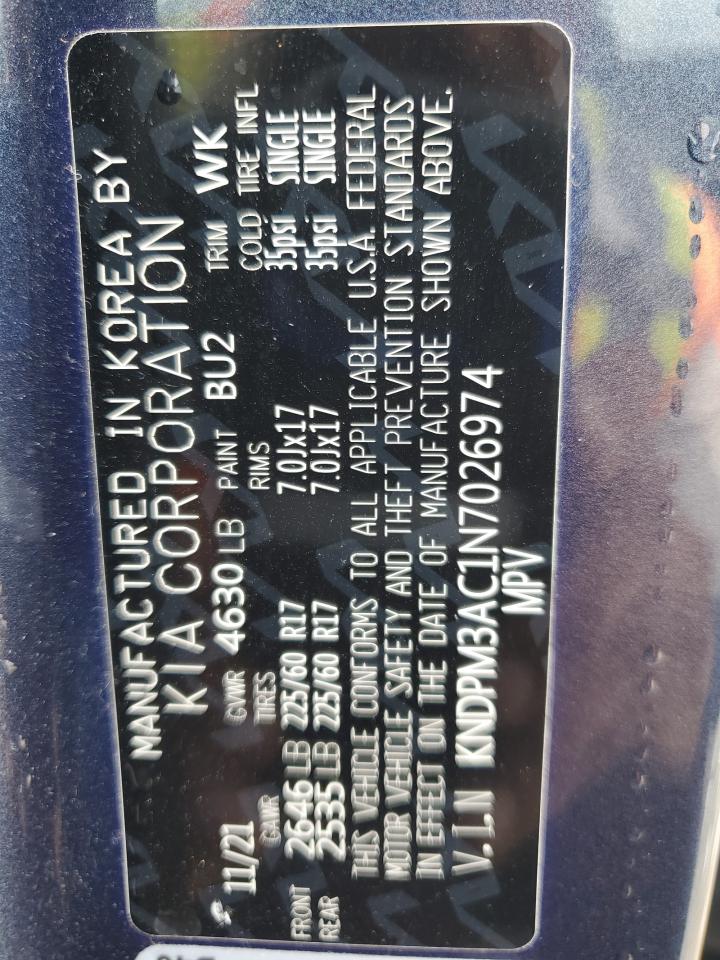 MANUFACTURED IN KOREA BY
KIA CORPORATION
11/21 GVWR 4630 LB PAINT BU2 TRIM WK
GAWR TIRES RIMS COLD TIRE INFL
FRONT 2646 LB 225/60 R17 7.0Jx17 35psi SINGLE
REAR 2535 LB 225/60 R17 7.0Jx17 35psi SINGLE
THIS VEHICLE CONFORMS TO ALL APPLICABLE U.S.A. FEDERAL
MOTOR VEHICLE SAFETY AND THEFT PREVENTION STANDARDS
IN EFFECT ON THE DATE OF MANUFACTURE SHOWN ABOVE.
V.I.N KNDPM3AC1N7026974
MPV